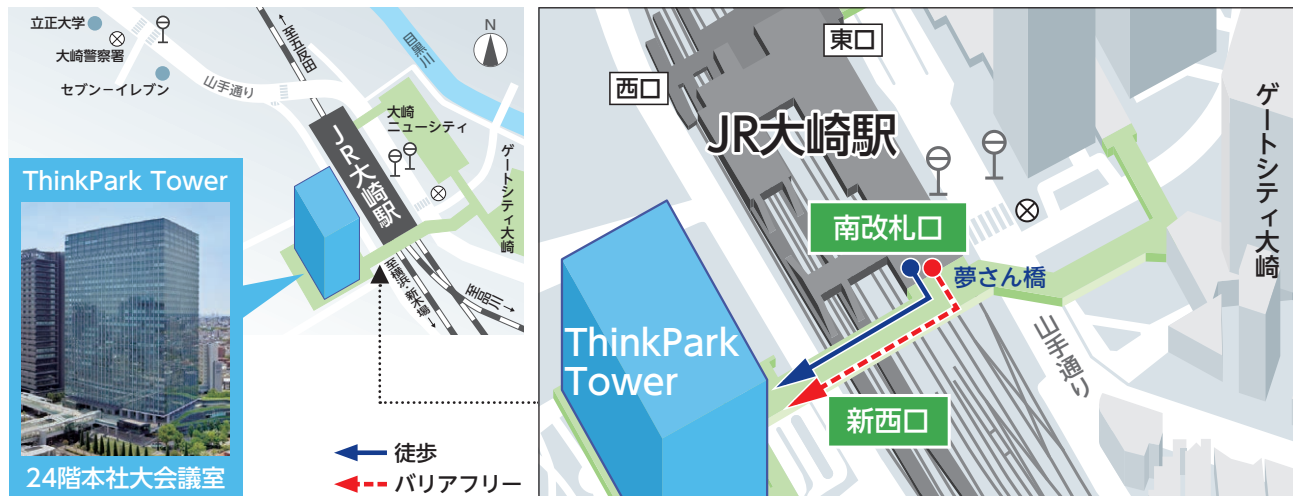 立正大学
大崎警察署
セブン－イレブン
至五反田
山手通り
目黒川
N
大崎
ニューシティ
JR大崎駅
ゲートシティ大崎
至横浜・新木場
至品川
ThinkPark Tower
24階本社大会議室
徒歩
バリアフリー
東口
西口
JR大崎駅
南改札口
夢さん橋
ゲートシティ大崎
山手通り
ThinkPark
Tower
新西口